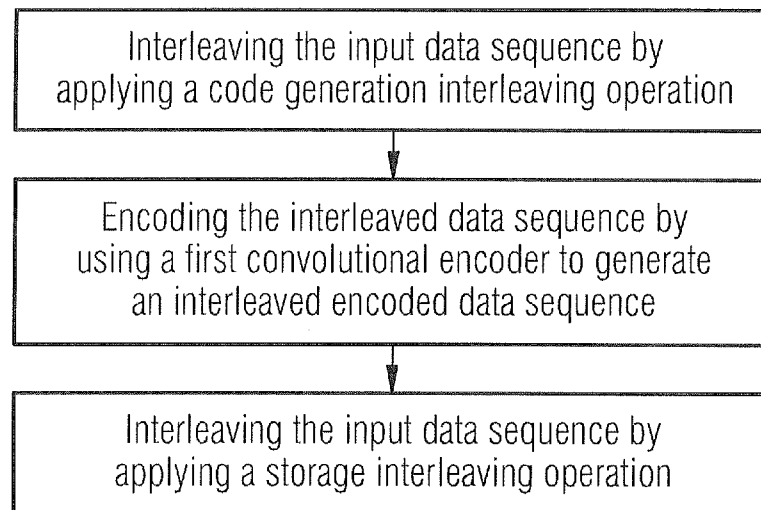 Interleaving the input data sequence by
applying a code generation interleaving operation
Encoding the interleaved data sequence by
using a first convolutional encoder to generate
an interleaved encoded data sequence
Interleaving the input data sequence by
applying a storage interleaving operation